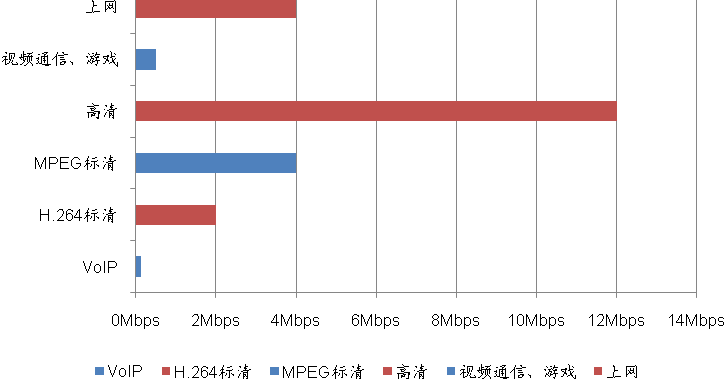 上网
视频通信、游戏
高清
MPEG标清
H.264标清
VoIP
0Mbps 2Mbps 4Mbps 6Mbps 8Mbps 10Mbps 12Mbps 14Mbps
VoIP H.264标清 MPEG标清 高清 视频通信、游戏 上网